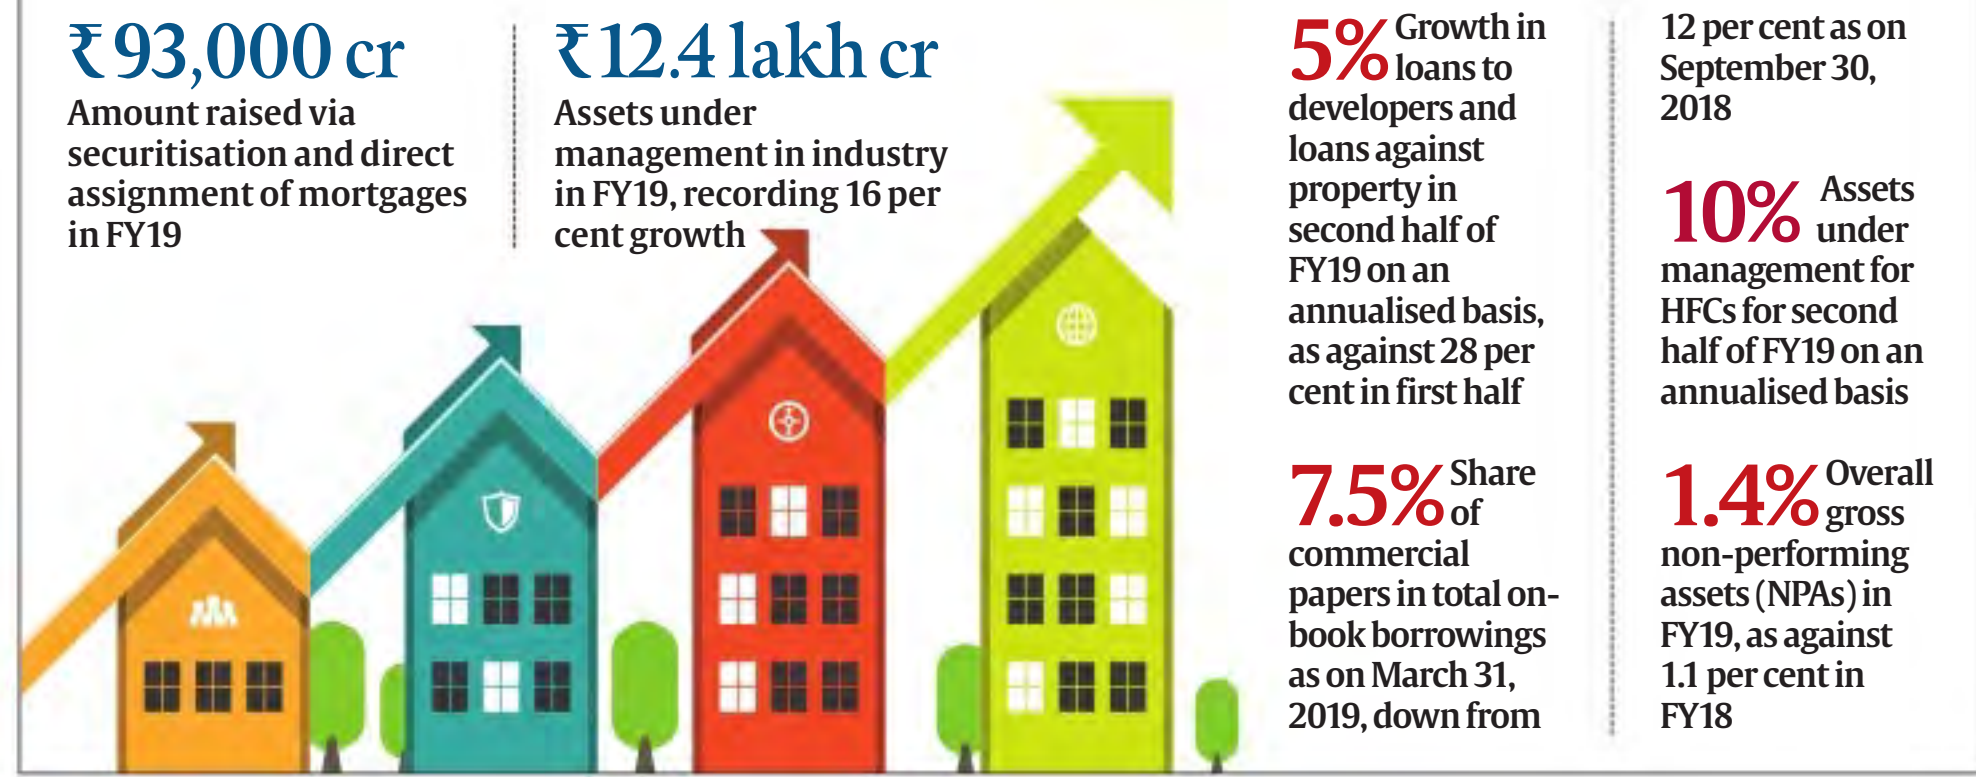 ₹93,000 cr
Amount raised via
securitisation and direct
assignment of mortgages
in FY19
₹12.4 lakh cr
Assets under
management in industry
in FY19, recording 16 per
cent growth
5% Growth in
loans to
developers and
loans against
property in
second half of
FY19 on an
annualised basis,
as against 28 per
cent in first half
7.5% Share
of
commercial
papers in total on-
book borrowings
as on March 31,
2019, down from
12 per cent as on
September 30,
2018
10% Assets
under
management for
HFCs for second
half of FY19 on an
annualised basis
1.4% Overall
gross
non-performing
assets (NPAs) in
FY19, as against
1.1 per cent in
FY18